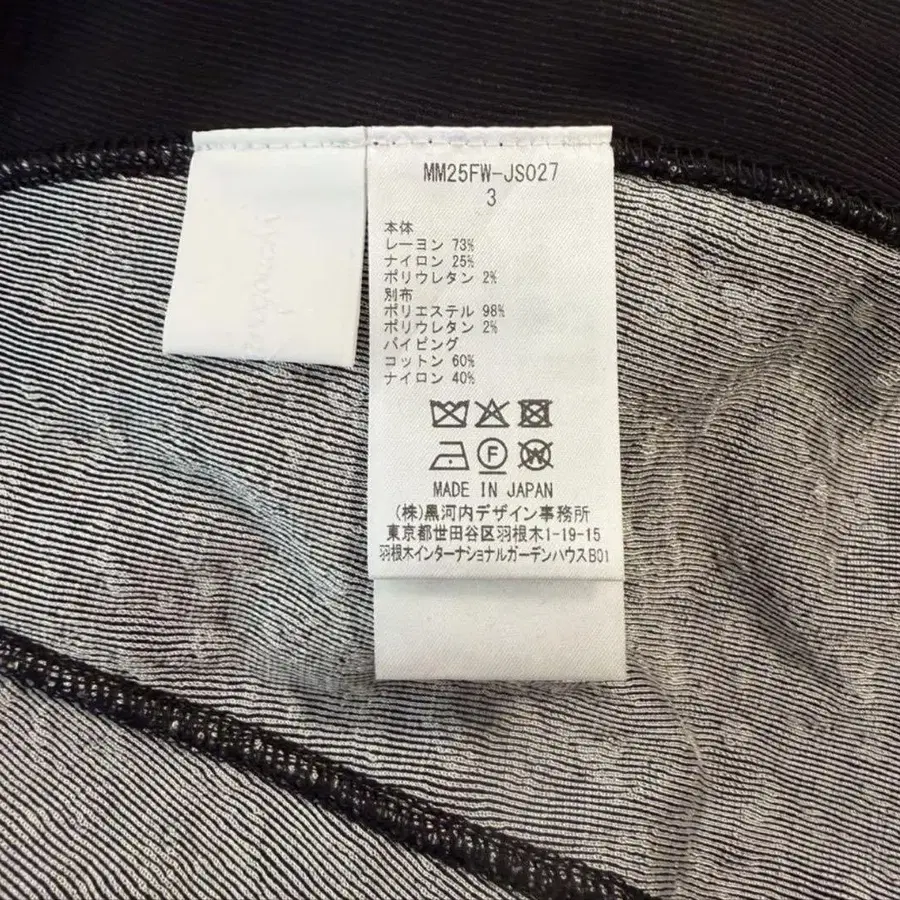 MM25FW-JS027
3
本体
レーヨン 73%
ナイロン 25%
ポリウレタン 2%
別布
ポリエステル 98%
ポリウレタン 2%
パイピング
コットン 60%
ナイロン 40%
F
W
MADE IN JAPAN
(株)黒河内デザイン事務所
東京都世田谷区羽根木1-19-15
羽根木インターナショナルガーデンハウスB01